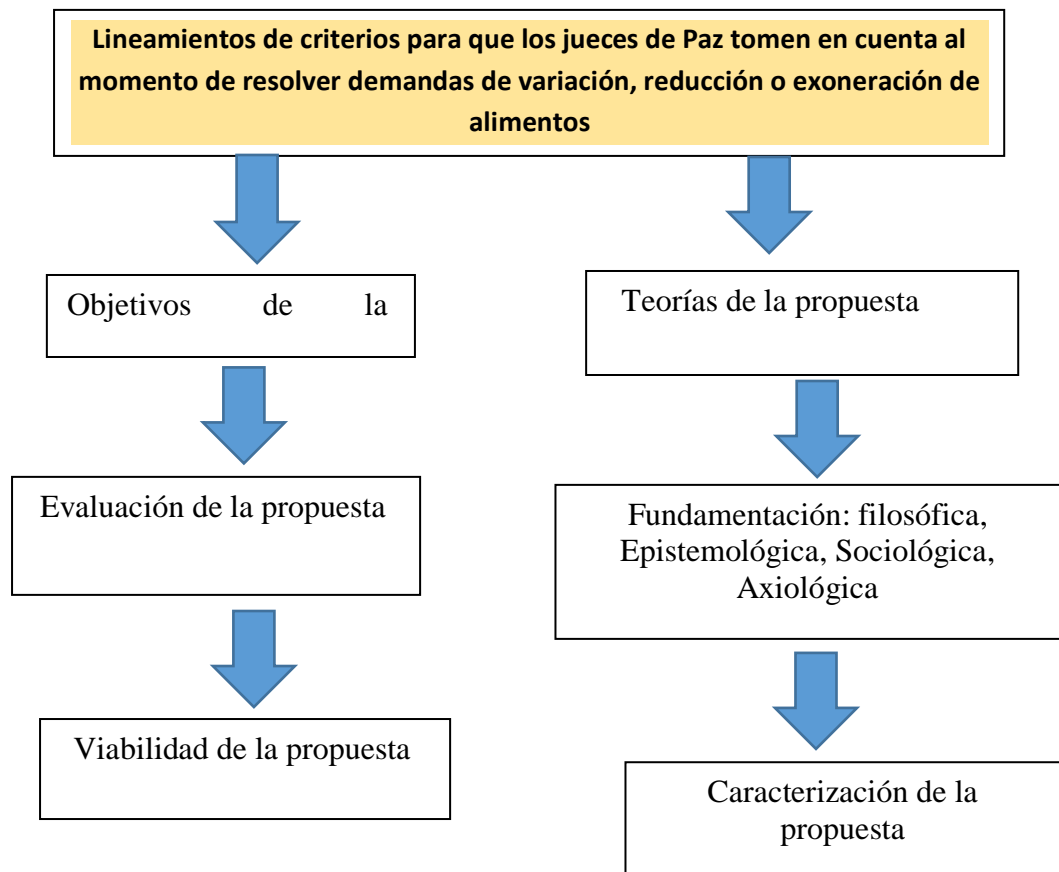 Lineamientos de criterios para que los jueces de Paz tomen en cuenta al
momento de resolver demandas de variación, reducción o exoneración de
alimentos
Objetivos de la
Teorías de la propuesta
Evaluación de la propuesta
Fundamentación: filosófica,
Epistemológica, Sociológica,
Axiológica
Viabilidad de la propuesta
Caracterización de la
propuesta